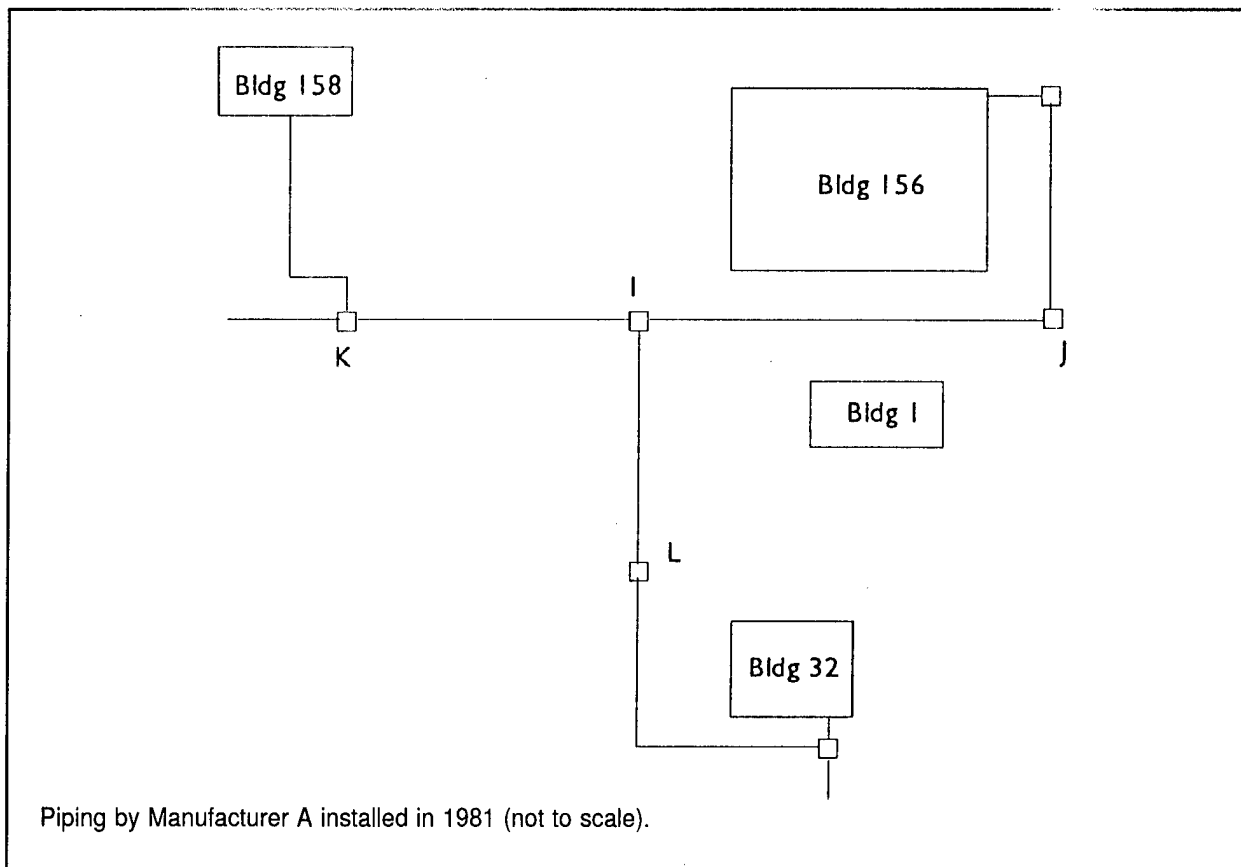 Bldg 158
Bldg 156
I
K
J
Bldg 1
L
Bldg 32
Piping by Manufacturer A installed in 1981 (not to scale).